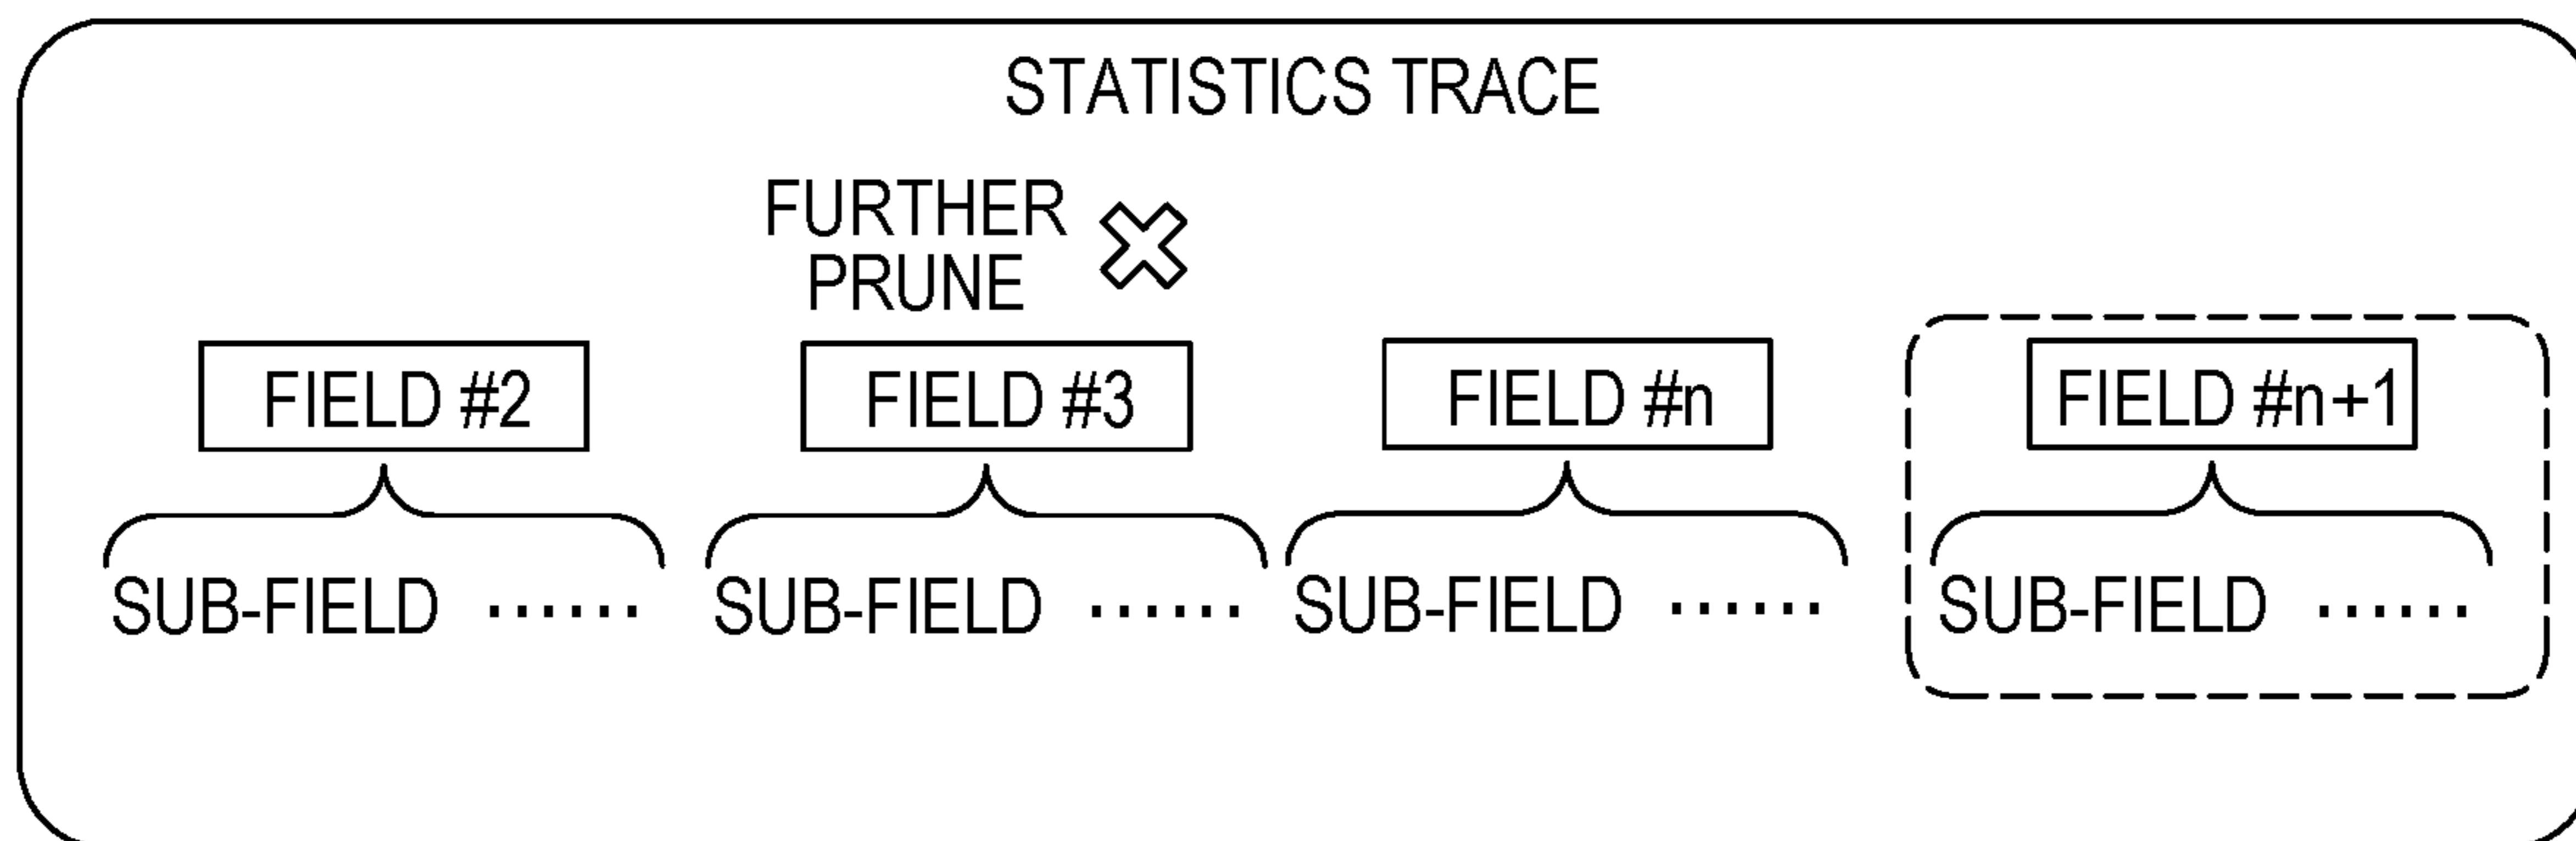 STATISTICS TRACE
FURTHER
PRUNE
FIELD #2
FIELD #3
FIELD #n
FIELD #n+1
SUB-FIELD ......
SUB-FIELD ......
SUB-FIELD ......
SUB-FIELD ......